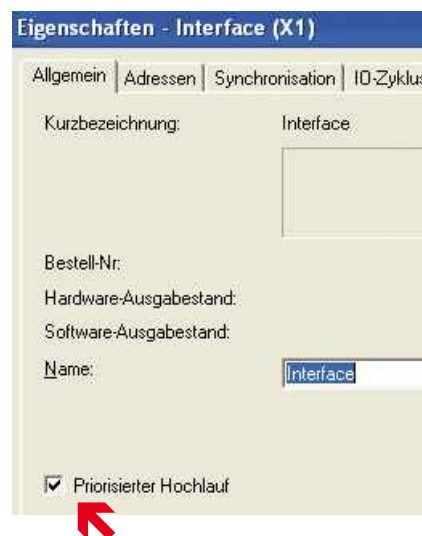 Eigenschaften - Interface (X1)
Allgemein Adressen Synchronisation IO-Zyklus
Kurzbezeichnung: Interface
Bestell-Nr.:
Hardware-Ausgabestand:
Software-Ausgabestand:
Name: Interface
Priorisierter Hochlauf